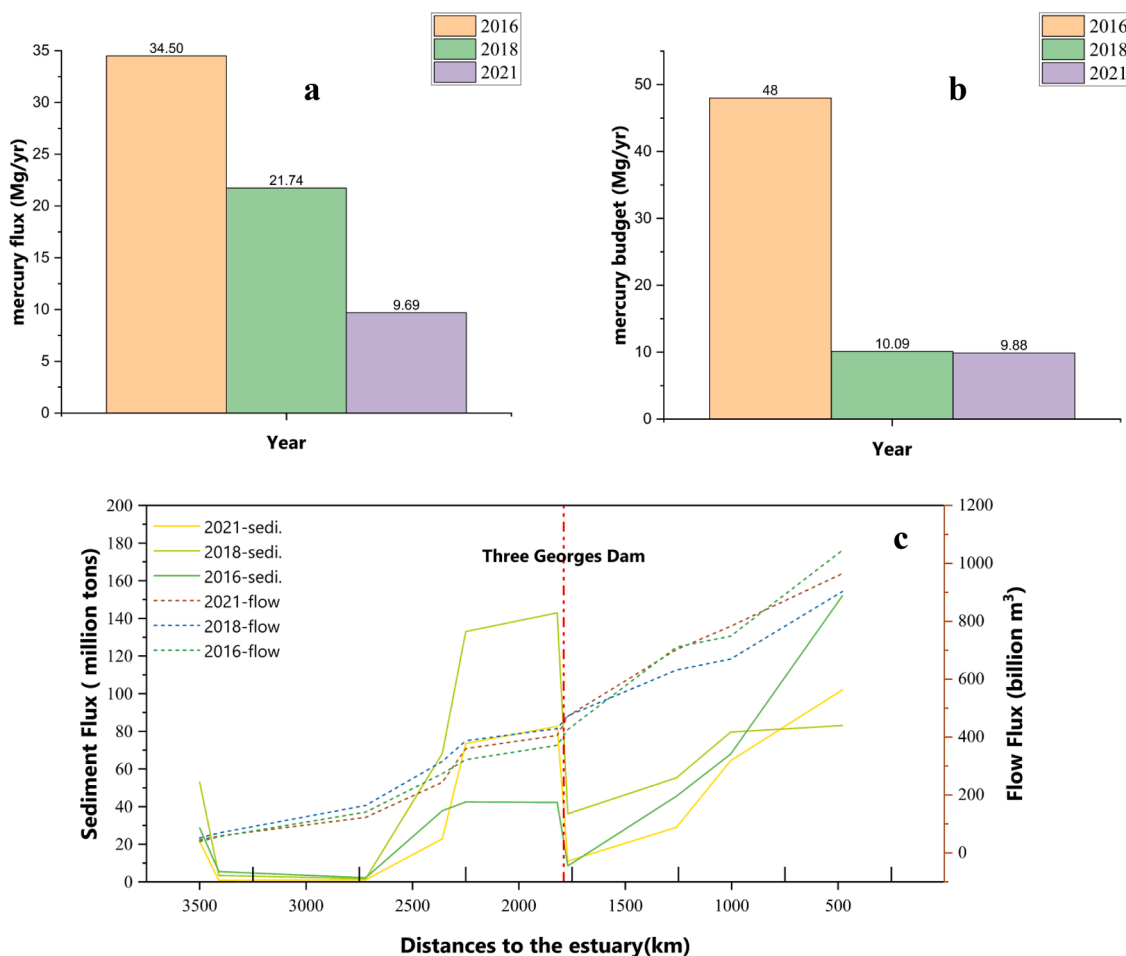 2016
2018
2021
a
35
30
25
20
15
10
5
0
34.50
21.74
9.69
mercury flux (Mg/yr)
Year
2016
2018
2021
b
50
40
30
20
10
0
48
10.09
9.88
mercury budget (Mg/yr)
Year
200
180
160
140
120
100
80
60
40
20
0
Sediment Flux ( million tons)
2021-sedi.
2018-sedi.
2016-sedi.
2021-flow
2018-flow
2016-flow
Three Georges Dam
c
1200
1000
800
600
400
200
0
Flow Flux (billion m³)
3500 3000 2500 2000 1500 1000 500
Distances to the estuary(km)